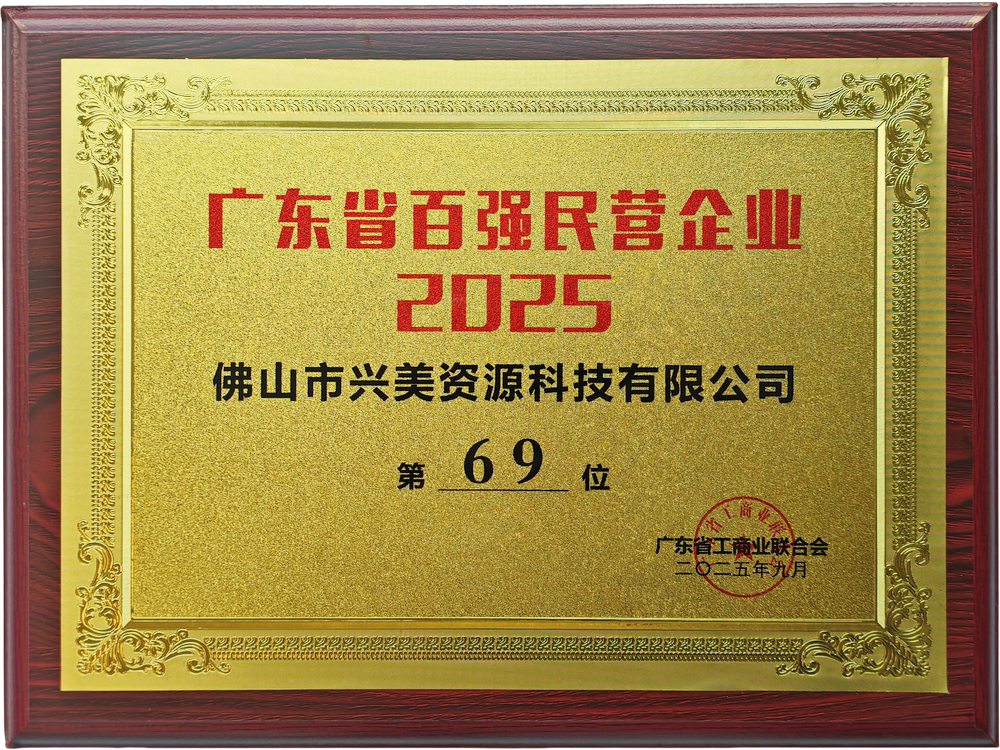 广东省百强民营企业
2025
佛山市兴美资源科技有限公司
第 69 位
广东省工商业联合会
二〇二五年九月